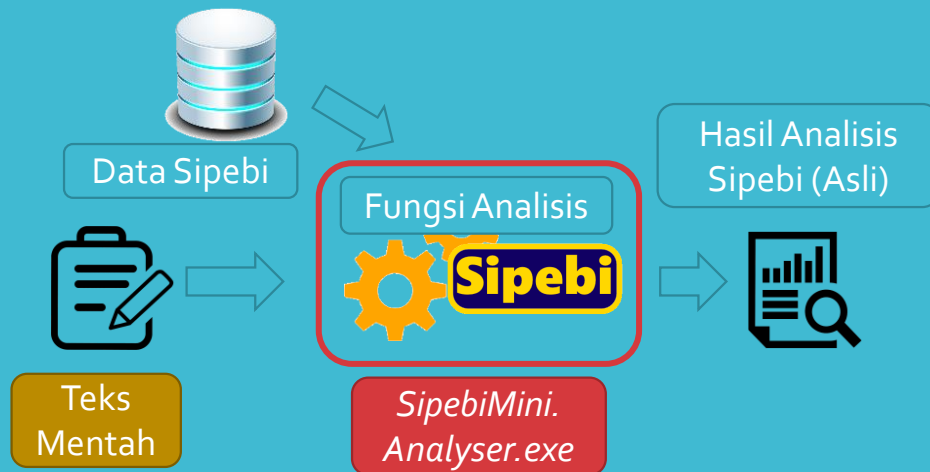 Data Sipebi
Hasil Analisis
Sipebi (Asli)
Fungsi Analisis
Sipebi
Teks
Mentah
SipebiMini.
Analyser.exe